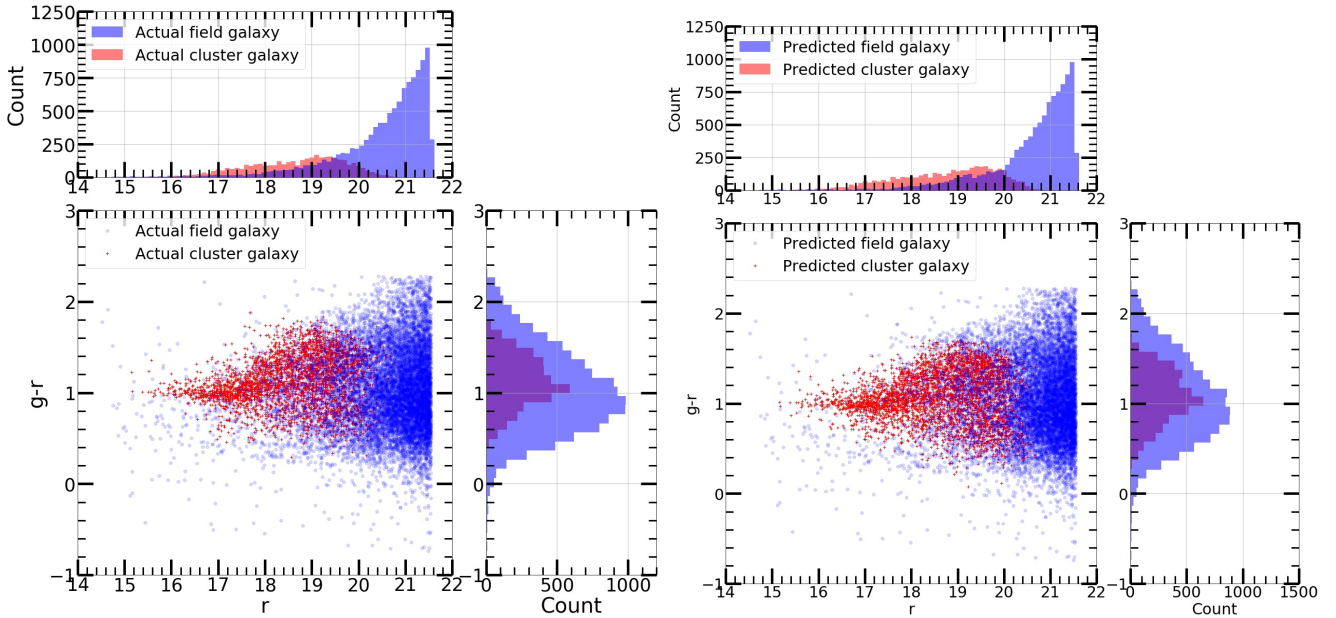 1250
1000
750
500
250
0
Count
Actual field galaxy
Actual cluster galaxy
14 15 16 17 18 19 20 21 22
3
2
1
0
−1
g-r
Actual field galaxy
Actual cluster galaxy
14 15 16 17 18 19 20 21 22
r
0 500 1000
Count
1250
1000
750
500
250
0
Count
Predicted field galaxy
Predicted cluster galaxy
14 15 16 17 18 19 20 21 22
3
2
1
0
−1
g-r
Predicted field galaxy
Predicted cluster galaxy
14 15 16 17 18 19 20 21 22
r
3
2
1
0
−1
0 500 1000 1500
Count